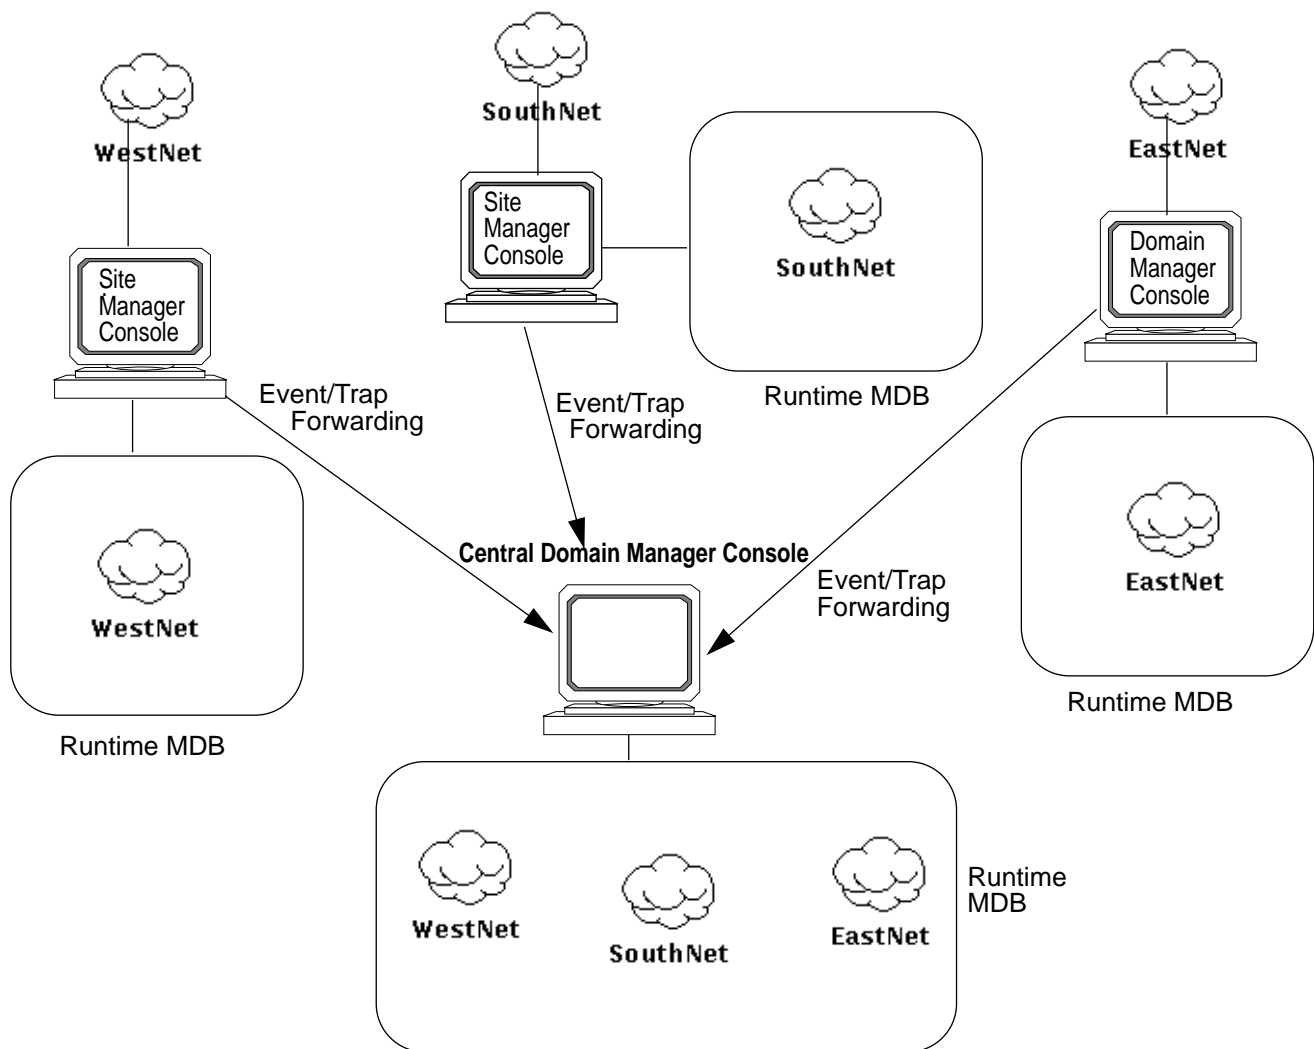 SouthNet
WestNet
EastNet
Site
Manager
Console
SouthNet
Domain
Manager
Console
Site
Manager
Console
Runtime MDB
Event/Trap
Forwarding
Event/Trap
Forwarding
Central Domain Manager Console
Event/Trap
Forwarding
EastNet
WestNet
Runtime MDB
Runtime MDB
Runtime
MDB
WestNet
SouthNet
EastNet